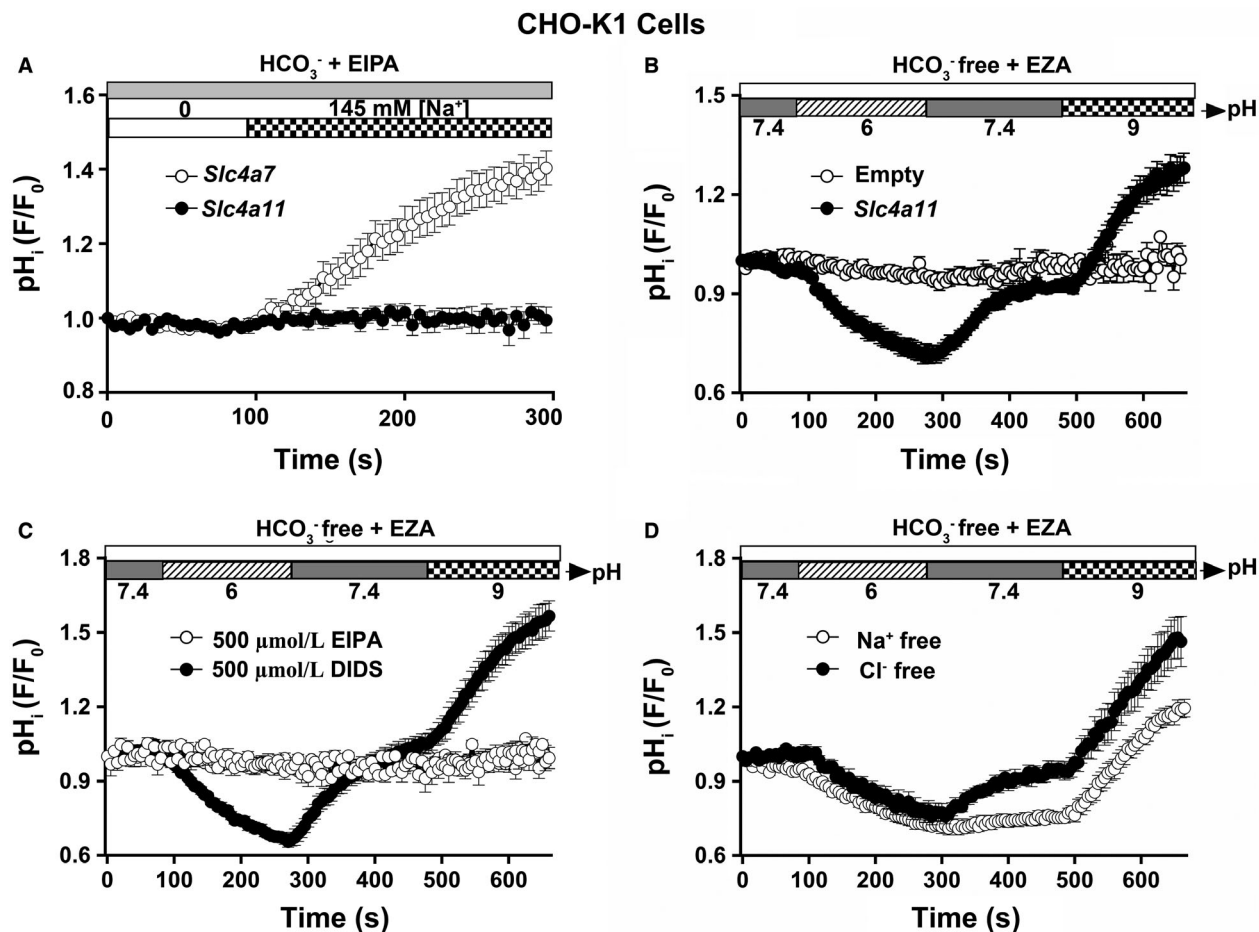 CHO-K1 Cells
A
HCO₃⁻ + EIPA
0
145 mM [Na⁺]
1.6
1.4
1.2
1.0
0.8
pHᵢ (F/F₀)
Slc4a7
Slc4a11
0
100
200
300
Time (s)
B
HCO₃⁻ free + EZA
7.4
6
7.4
9
pH
1.5
1.2
0.9
0.6
pHᵢ (F/F₀)
Empty
Slc4a11
0 100 200 300 400 500 600
Time (s)
C
HCO₃⁻ free + EZA
7.4
6
7.4
9
pH
1.8
1.5
1.2
0.9
0.6
pHᵢ (F/F₀)
500 µmol/L EIPA
500 µmol/L DIDS
0 100 200 300 400 500 600
Time (s)
D
HCO₃⁻ free + EZA
7.4
6
7.4
9
pH
1.8
1.5
1.2
0.9
0.6
pHᵢ (F/F₀)
Na⁺ free
Cl⁻ free
0 100 200 300 400 500 600
Time (s)